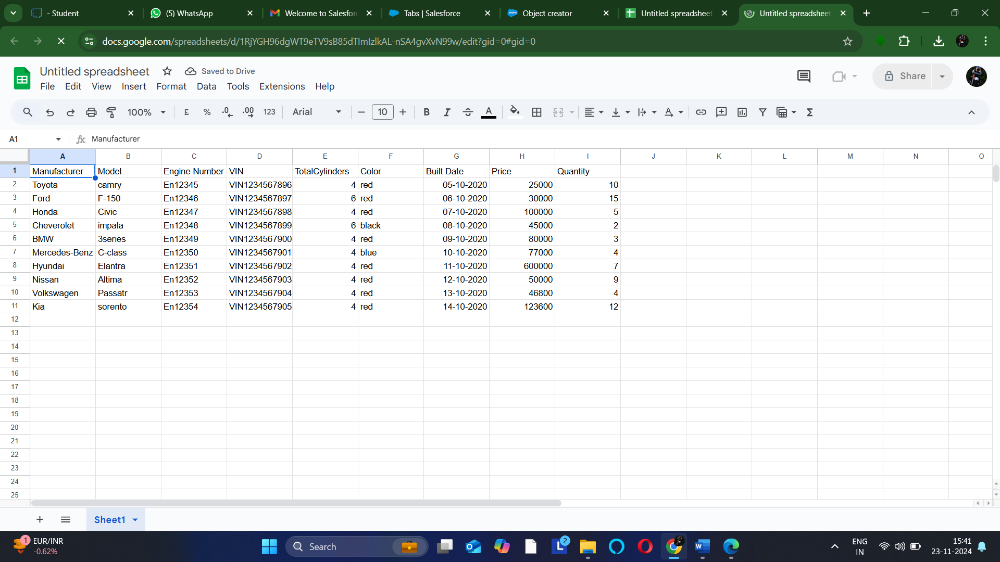 - Student
(5) WhatsApp
Welcome to Salesforc
Tabs | Salesforce
Object creator
Untitled spreadsheet
Untitled spreadsheet
docs.google.com/spreadsheets/d/1RjYGH96dgWT9eTV9sB85dTImIzlkAL-nSA4gvXvN99w/edit?gid=0#gid=0
Untitled spreadsheet
Saved to Drive
File Edit View Insert Format Data Tools Extensions Help
Share
100% £ % .0 .00 123 Arial 10 B I A
A1 fx Manufacturer
A B C D E F G H I J K L M N O
1 Manufacturer Model Engine Number VIN TotalCylinders Color Built Date Price Quantity
2 Toyota camry En12345 VIN1234567896 4 red 05-10-2020 25000 10
3 Ford F-150 En12346 VIN1234567897 6 red 06-10-2020 30000 15
4 Honda Civic En12347 VIN1234567898 4 red 07-10-2020 100000 5
5 Cheverolet impala En12348 VIN1234567899 6 black 08-10-2020 45000 2
6 BMW 3series En12349 VIN1234567900 4 red 09-10-2020 80000 3
7 Mercedes-Benz C-class En12350 VIN1234567901 4 blue 10-10-2020 77000 4
8 Hyundai Elantra En12351 VIN1234567902 4 red 11-10-2020 600000 7
9 Nissan Altima En12352 VIN1234567903 4 red 12-10-2020 50000 9
10 Volkswagen Passatr En12353 VIN1234567904 4 red 13-10-2020 46800 4
11 Kia sorento En12354 VIN1234567905 4 red 14-10-2020 123600 12
12
13
14
15
16
17
18
19
20
21
22
23
24
25
Sheet1
1 EUR/INR
-0.62%
Search
2
ENG
IN
15:41
23-11-2024